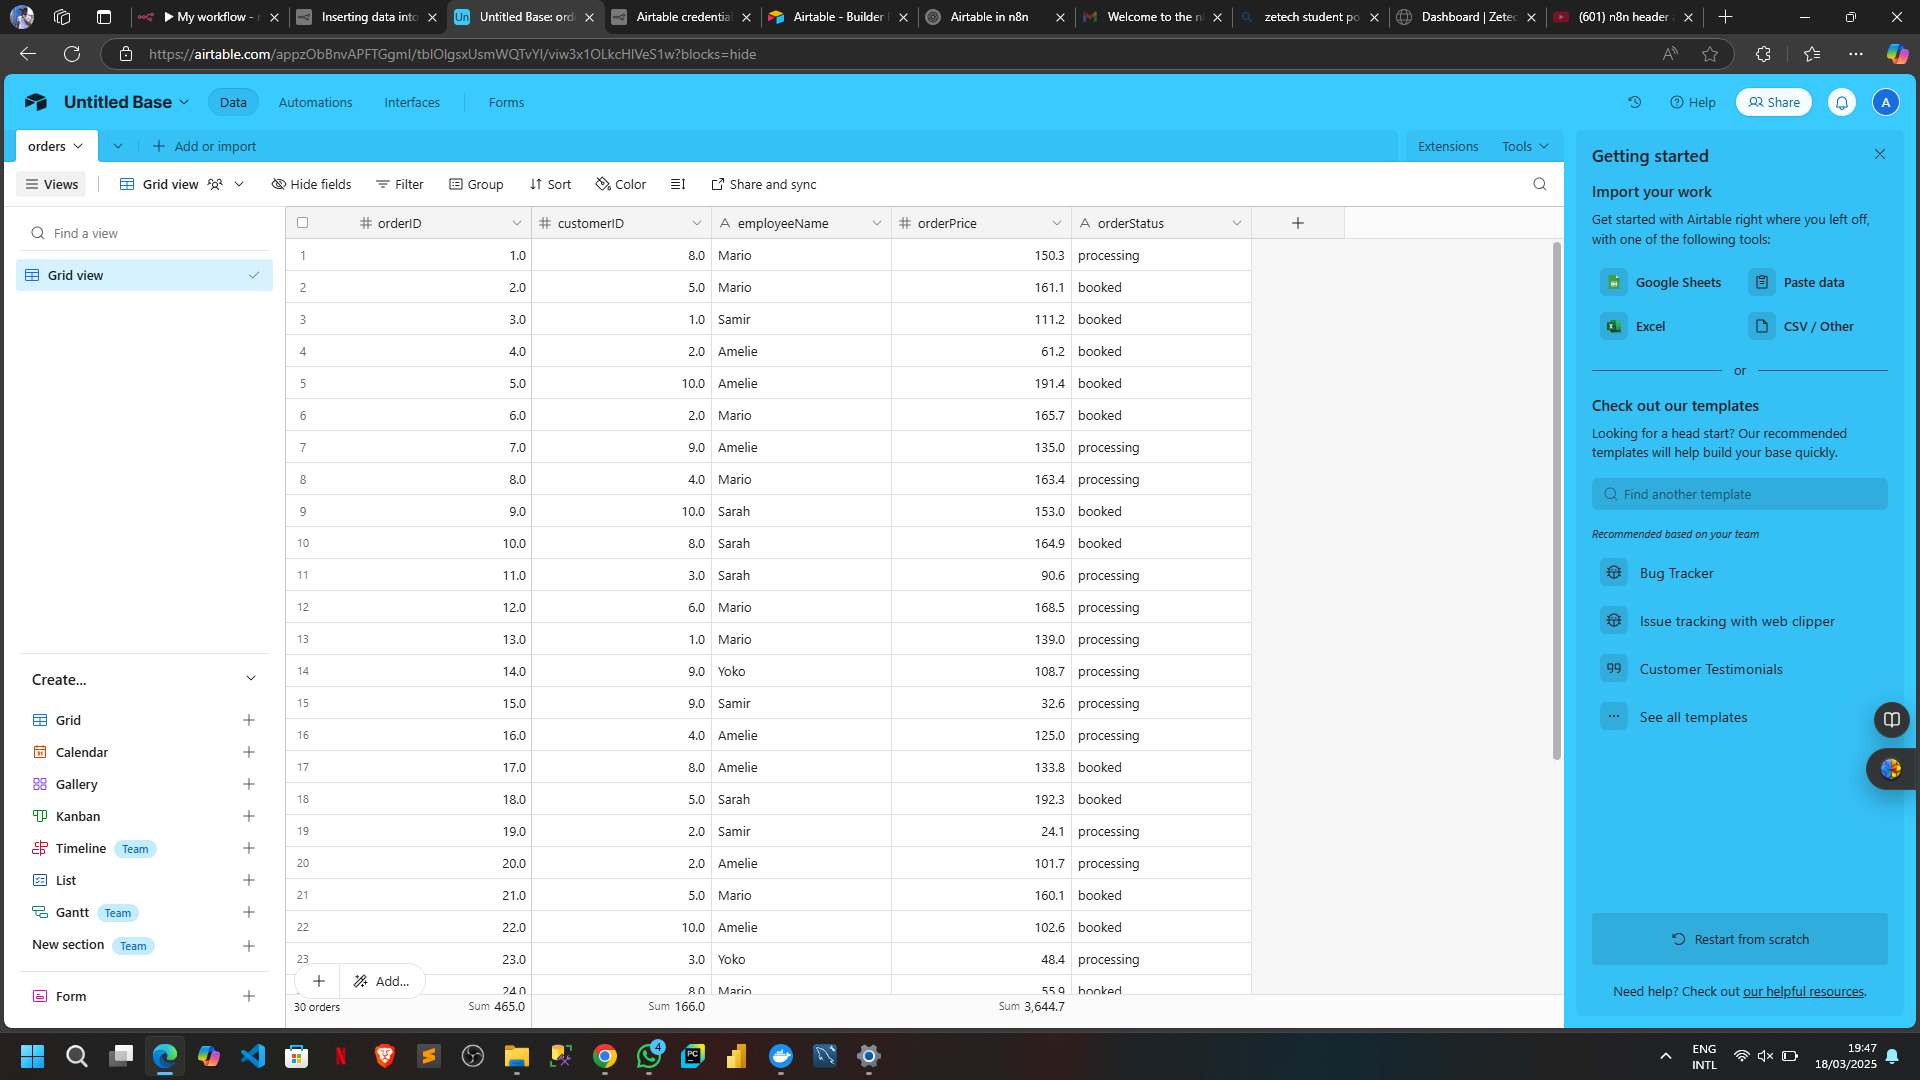 My workflow -
Inserting data into
Untitled Base: ord
Airtable credential
Airtable - Builder
Airtable in n8n
Welcome to the n
zetech student po
Dashboard | Zetec
(601) n8n header
https://airtable.com/appzObBnvAPFTGgmI/tblOlgsxUsmWQTvYI/viw3x1OLkcHlVeS1w?blocks=hide
Untitled Base
Data
Automations
Interfaces
Forms
Help
Share
A
orders
Add or import
Extensions
Tools
Views
Grid view
Hide fields
Filter
Group
Sort
Color
Share and sync
Find a view
Grid view
Create...
Grid
Calendar
Gallery
Kanban
Timeline Team
List
Gantt Team
New section Team
Form
orderID customerID employeeName orderPrice orderStatus
1 1.0 8.0 Mario 150.3 processing
2 2.0 5.0 Mario 161.1 booked
3 3.0 1.0 Samir 111.2 booked
4 4.0 2.0 Amelie 61.2 booked
5 5.0 10.0 Amelie 191.4 booked
6 6.0 2.0 Mario 165.7 booked
7 7.0 9.0 Amelie 135.0 processing
8 8.0 4.0 Mario 163.4 processing
9 9.0 10.0 Sarah 153.0 booked
10 10.0 8.0 Sarah 164.9 booked
11 11.0 3.0 Sarah 90.6 processing
12 12.0 6.0 Mario 168.5 processing
13 13.0 1.0 Mario 139.0 processing
14 14.0 9.0 Yoko 108.7 processing
15 15.0 9.0 Samir 32.6 processing
16 16.0 4.0 Amelie 125.0 processing
17 17.0 8.0 Amelie 133.8 booked
18 18.0 5.0 Sarah 192.3 booked
19 19.0 2.0 Samir 24.1 processing
20 20.0 2.0 Amelie 101.7 processing
21 21.0 5.0 Mario 160.1 booked
22 22.0 10.0 Amelie 102.6 booked
23 23.0 3.0 Yoko 48.4 processing
24.0 8.0 Mario 55.9 booked
Add...
30 orders Sum 465.0 Sum 166.0 Sum 3,644.7
Getting started
Import your work
Get started with Airtable right where you left off,
with one of the following tools:
Google Sheets
Paste data
Excel
CSV / Other
or
Check out our templates
Looking for a head start? Our recommended
templates will help build your base quickly.
Find another template
Recommended based on your team
Bug Tracker
Issue tracking with web clipper
Customer Testimonials
See all templates
Restart from scratch
Need help? Check out our helpful resources.
4
ENG
INTL
19:47
18/03/2025